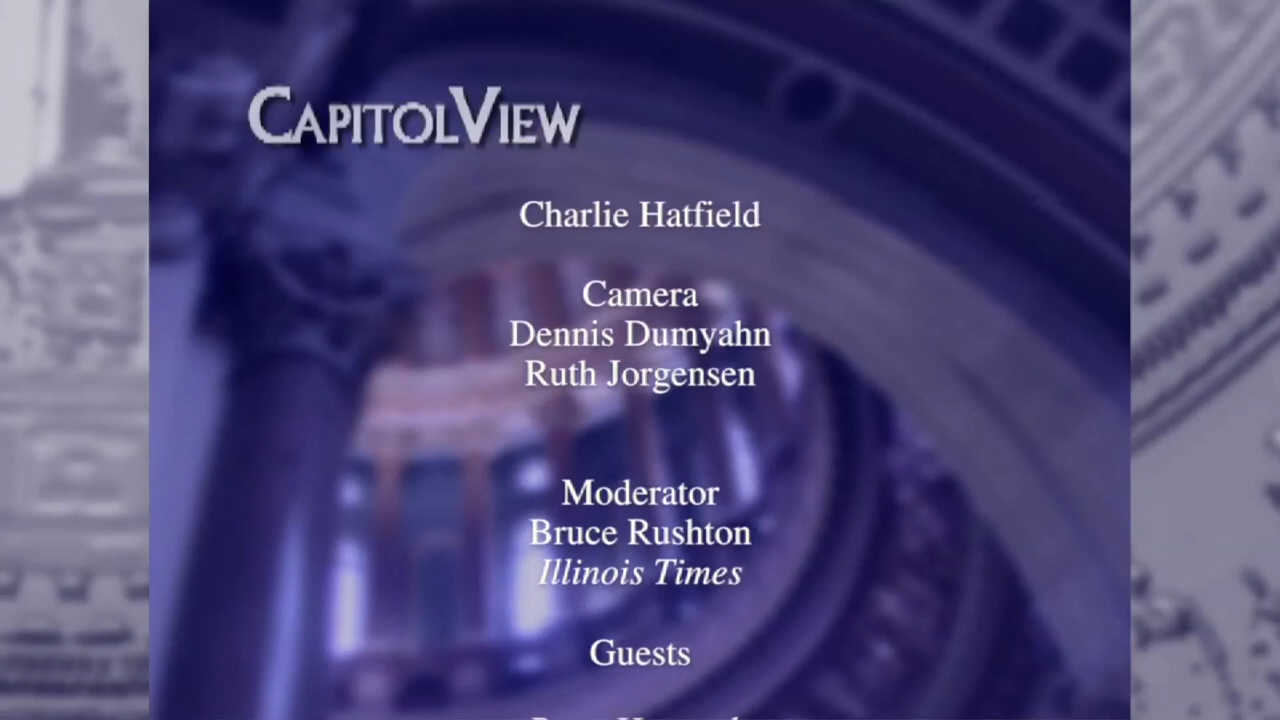 CAPITOLVIEW
Charlie Hatfield
Camera
Dennis Dumyahn
Ruth Jorgensen
Moderator
Bruce Rushton
Illinois Times
Guests